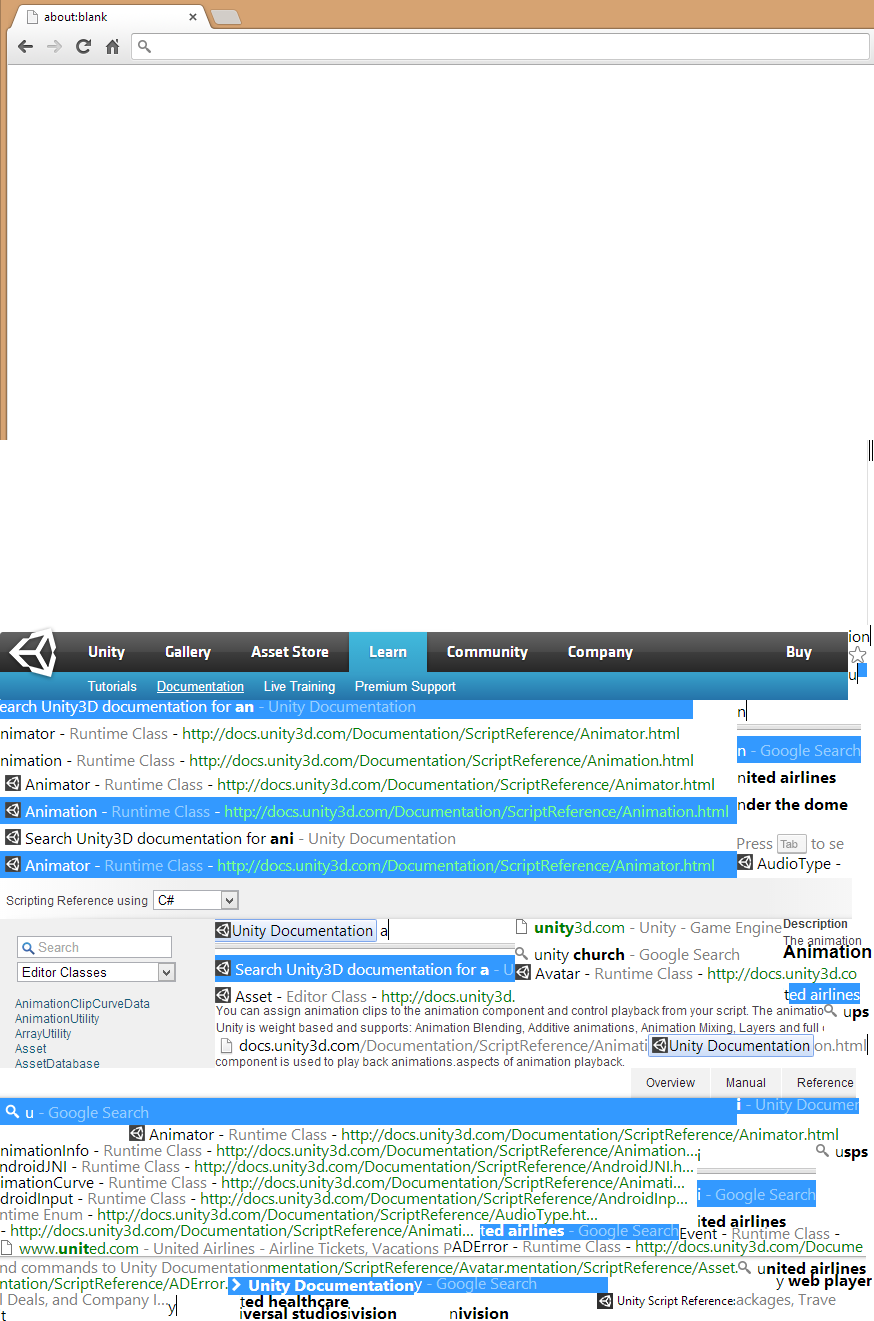 about:blank
ion
Unity Gallery Asset Store Learn Community Company Buy
u
Tutorials Documentation Live Training Premium Support
earch Unity3D documentation for an - Unity Documentation
n
nimator - Runtime Class - http://docs.unity3d.com/Documentation/ScriptReference/Animator.html
n - Google Search
nimation - Runtime Class - http://docs.unity3d.com/Documentation/ScriptReference/Animation.html
nited airlines
Animator - Runtime Class - http://docs.unity3d.com/Documentation/ScriptReference/Animator.html
nder the dome
Animation - Runtime Class - http://docs.unity3d.com/Documentation/ScriptReference/Animation.html
Search Unity3D documentation for ani - Unity Documentation
Press Tab to se
Animator - Runtime Class - http://docs.unity3d.com/Documentation/ScriptReference/Animator.html
AudioType -
Scripting Reference using C#
Unity Documentation a
unity3d.com - Unity - Game Engine
Description
The animation
Search
unity church - Google Search
Animation
Editor Classes
Search Unity3D documentation for a - U
Avatar - Runtime Class - http://docs.unity3d.co
Asset - Editor Class - http://docs.unity3d.
ted airlines
AnimationClipCurveData
You can assign animation clips to the animation component and control playback from your script. The animatio
ups
AnimationUtility
Unity is weight based and supports: Animation Blending, Additive animations, Animation Mixing, Layers and full
ArrayUtility
Asset
docs.unity3d.com/Documentation/ScriptReference/Animati
Unity Documentation
on.html
AssetDatabase
component is used to play back animations.aspects of animation playback.
Overview Manual Reference
u - Google Search
i - Unity Documer
Animator - Runtime Class - http://docs.unity3d.com/Documentation/ScriptReference/Animator.html
nimationInfo - Runtime Class - http://docs.unity3d.com/Documentation/ScriptReference/Animation...
i
usps
ndroidJNI - Runtime Class - http://docs.unity3d.com/Documentation/ScriptReference/AndroidJNI.h...
imationCurve - Runtime Class - http://docs.unity3d.com/Documentation/ScriptReference/Animati...
i - Google Search
droidInput - Runtime Class - http://docs.unity3d.com/Documentation/ScriptReference/AndroidInp...
ntime Enum - http://docs.unity3d.com/Documentation/ScriptReference/AudioType.ht...
ited airlines
- http://docs.unity3d.com/Documentation/ScriptReference/Animati...
ted airlines - Google Search
Event - Runtime Class -
www.united.com - United Airlines - Airline Tickets, Vacations P
ADError - Runtime Class - http://docs.unity3d.com/Docume
nd commands to Unity Documentation
mentation/ScriptReference/Avatar.
mentation/ScriptReference/Asset.
united airlines
ntation/ScriptReference/ADError.
Unity Documentation
y - Google Search
y web player
l Deals, and Company I...
y
ted healthcare
Unity Script Reference:
ackages, Trave
t
iversal studios
ivision
nivision